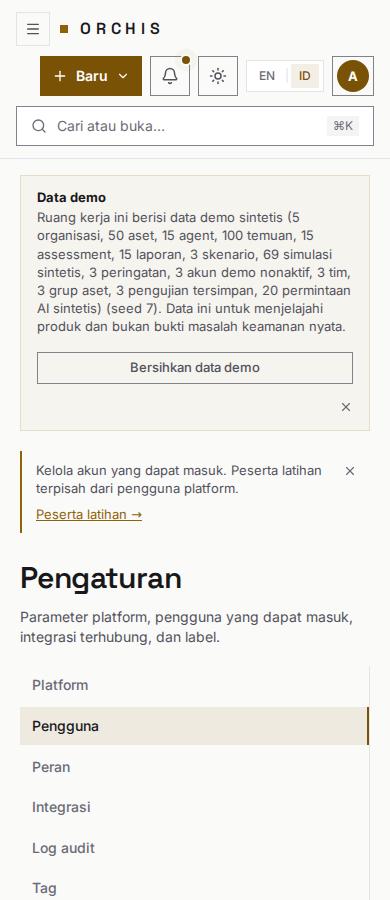 ORCHIS
Baru
EN
ID
A
Cari atau buka...
⌘K
Data demo
Ruang kerja ini berisi data demo sintetis (5
organisasi, 50 aset, 15 agent, 100 temuan, 15
assessment, 15 laporan, 3 skenario, 69 simulasi
sintetis, 3 peringatan, 3 akun demo nonaktif, 3 tim,
3 grup aset, 3 pengujian tersimpan, 20 permintaan
AI sintetis) (seed 7). Data ini untuk menjelajahi
produk dan bukan bukti masalah keamanan nyata.
Bersihkan data demo
Kelola akun yang dapat masuk. Peserta latihan
terpisah dari pengguna platform.
Peserta latihan →
Pengaturan
Parameter platform, pengguna yang dapat masuk,
integrasi terhubung, dan label.
Platform
Pengguna
Peran
Integrasi
Log audit
Tag